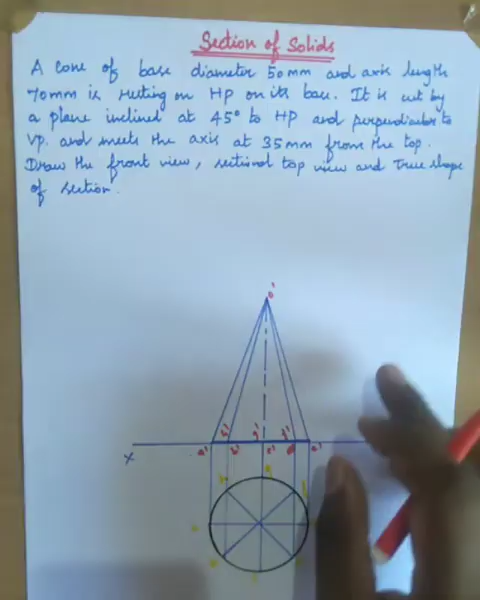 Section of Solids
A cone of base diameter 50mm and axis length
70mm is resting on HP on its base. It is cut by
a plane inclined at 45° to HP and perpendicular to
VP. and meets the axis at 35mm from the top.
Draw the front view, sectional top view and True shape
of section.
o'
a' b' c' e'
X